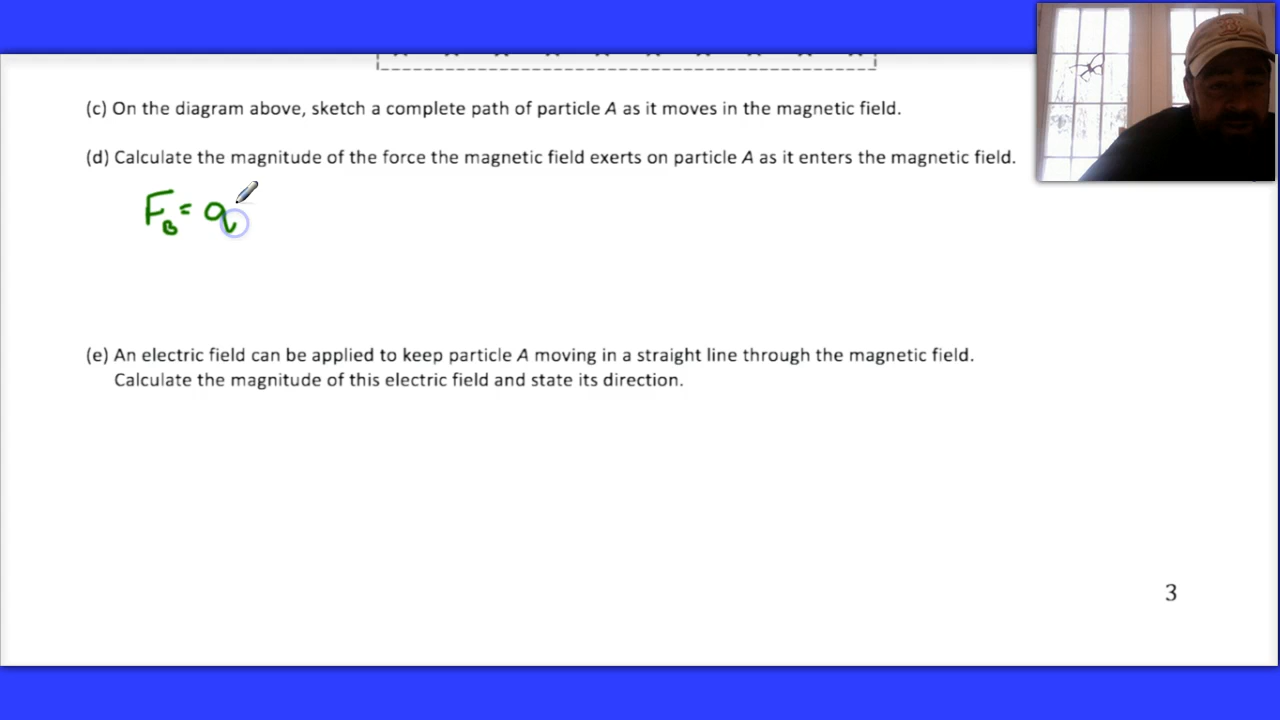 (c) On the diagram above, sketch a complete path of particle A as it moves in the magnetic field.
(d) Calculate the magnitude of the force the magnetic field exerts on particle A as it enters the magnetic field.
F_B = q
(e) An electric field can be applied to keep particle A moving in a straight line through the magnetic field.
Calculate the magnitude of this electric field and state its direction.
3